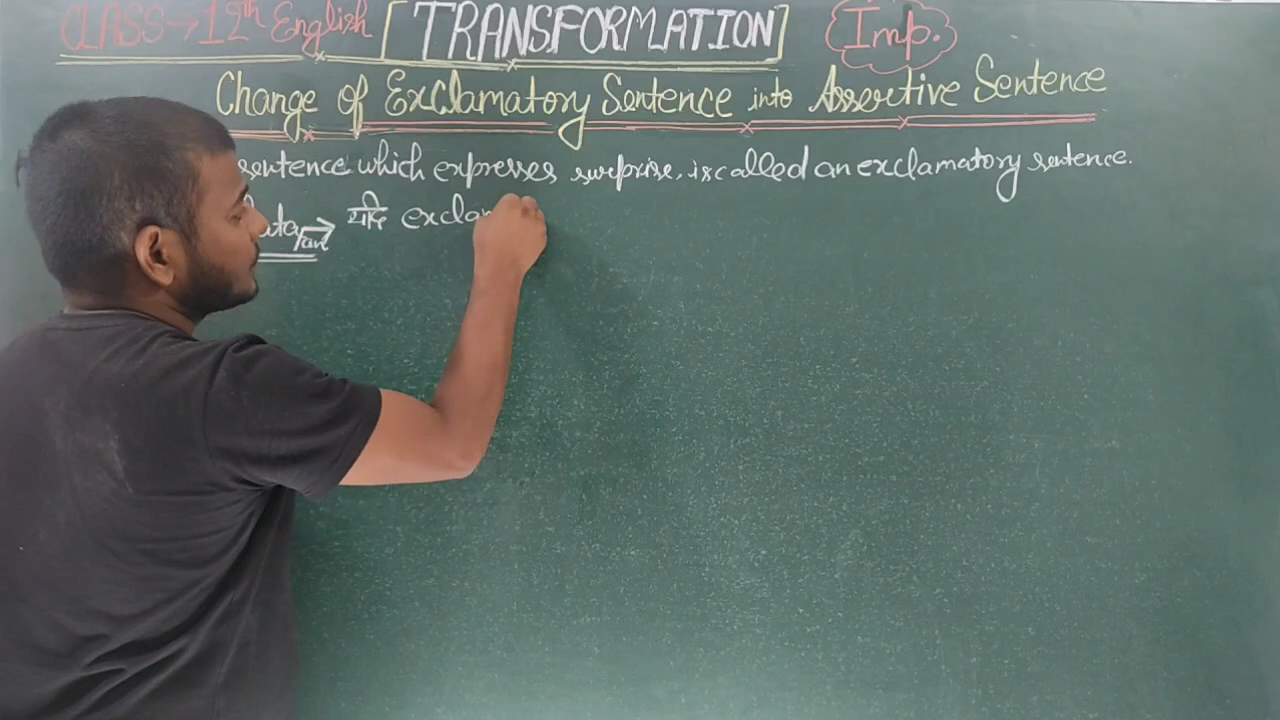 CLASS→12th English [TRANSFORMATION] Imp.
Change of Exclamatory Sentence into Assertive Sentence
sentence which expresses surprise, is called an exclamatory sentence.
यदि